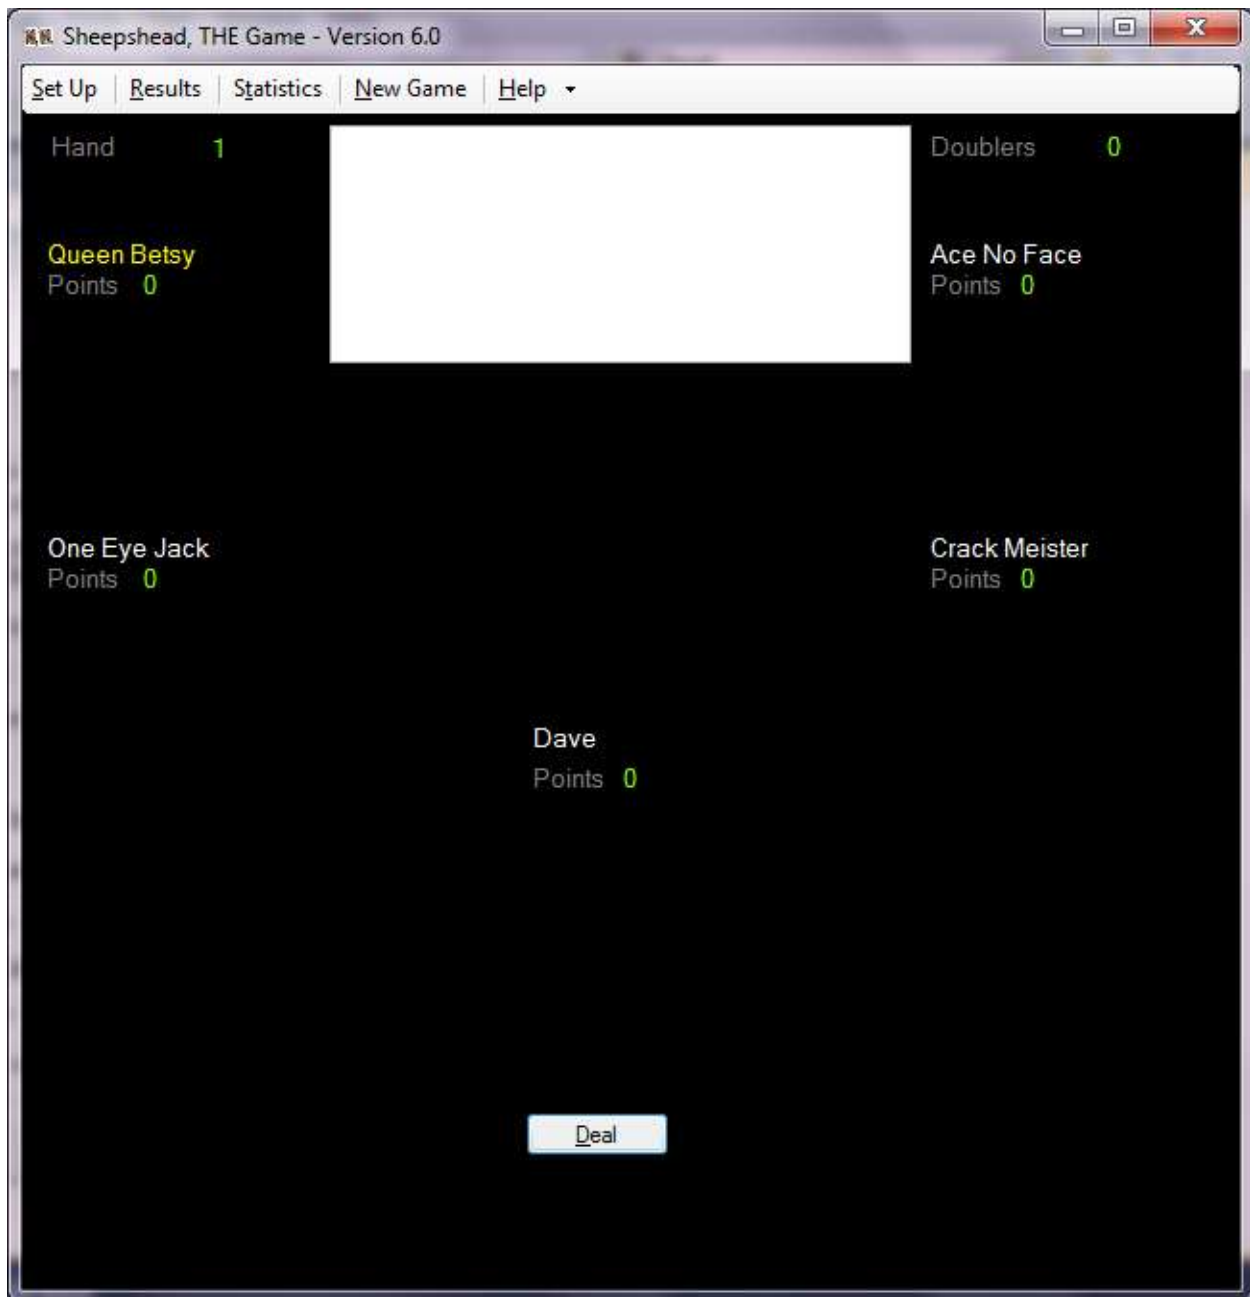 Sheepshead, THE Game - Version 6.0
Set Up Results Statistics New Game Help
Hand 1 Doublers 0
Queen Betsy Ace No Face
Points 0 Points 0
One Eye Jack Crack Meister
Points 0 Points 0
Dave
Points 0
Deal